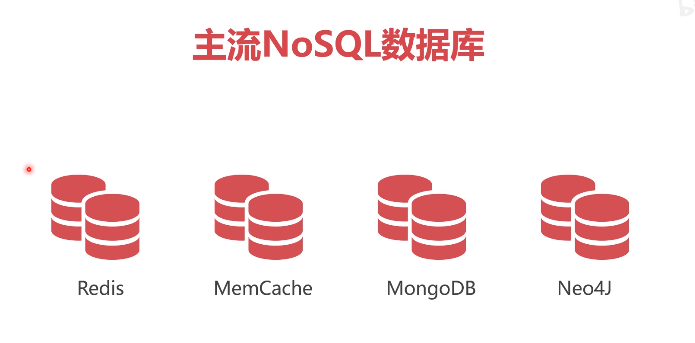 主流NoSQL数据库
Redis
MemCache
MongoDB
Neo4J